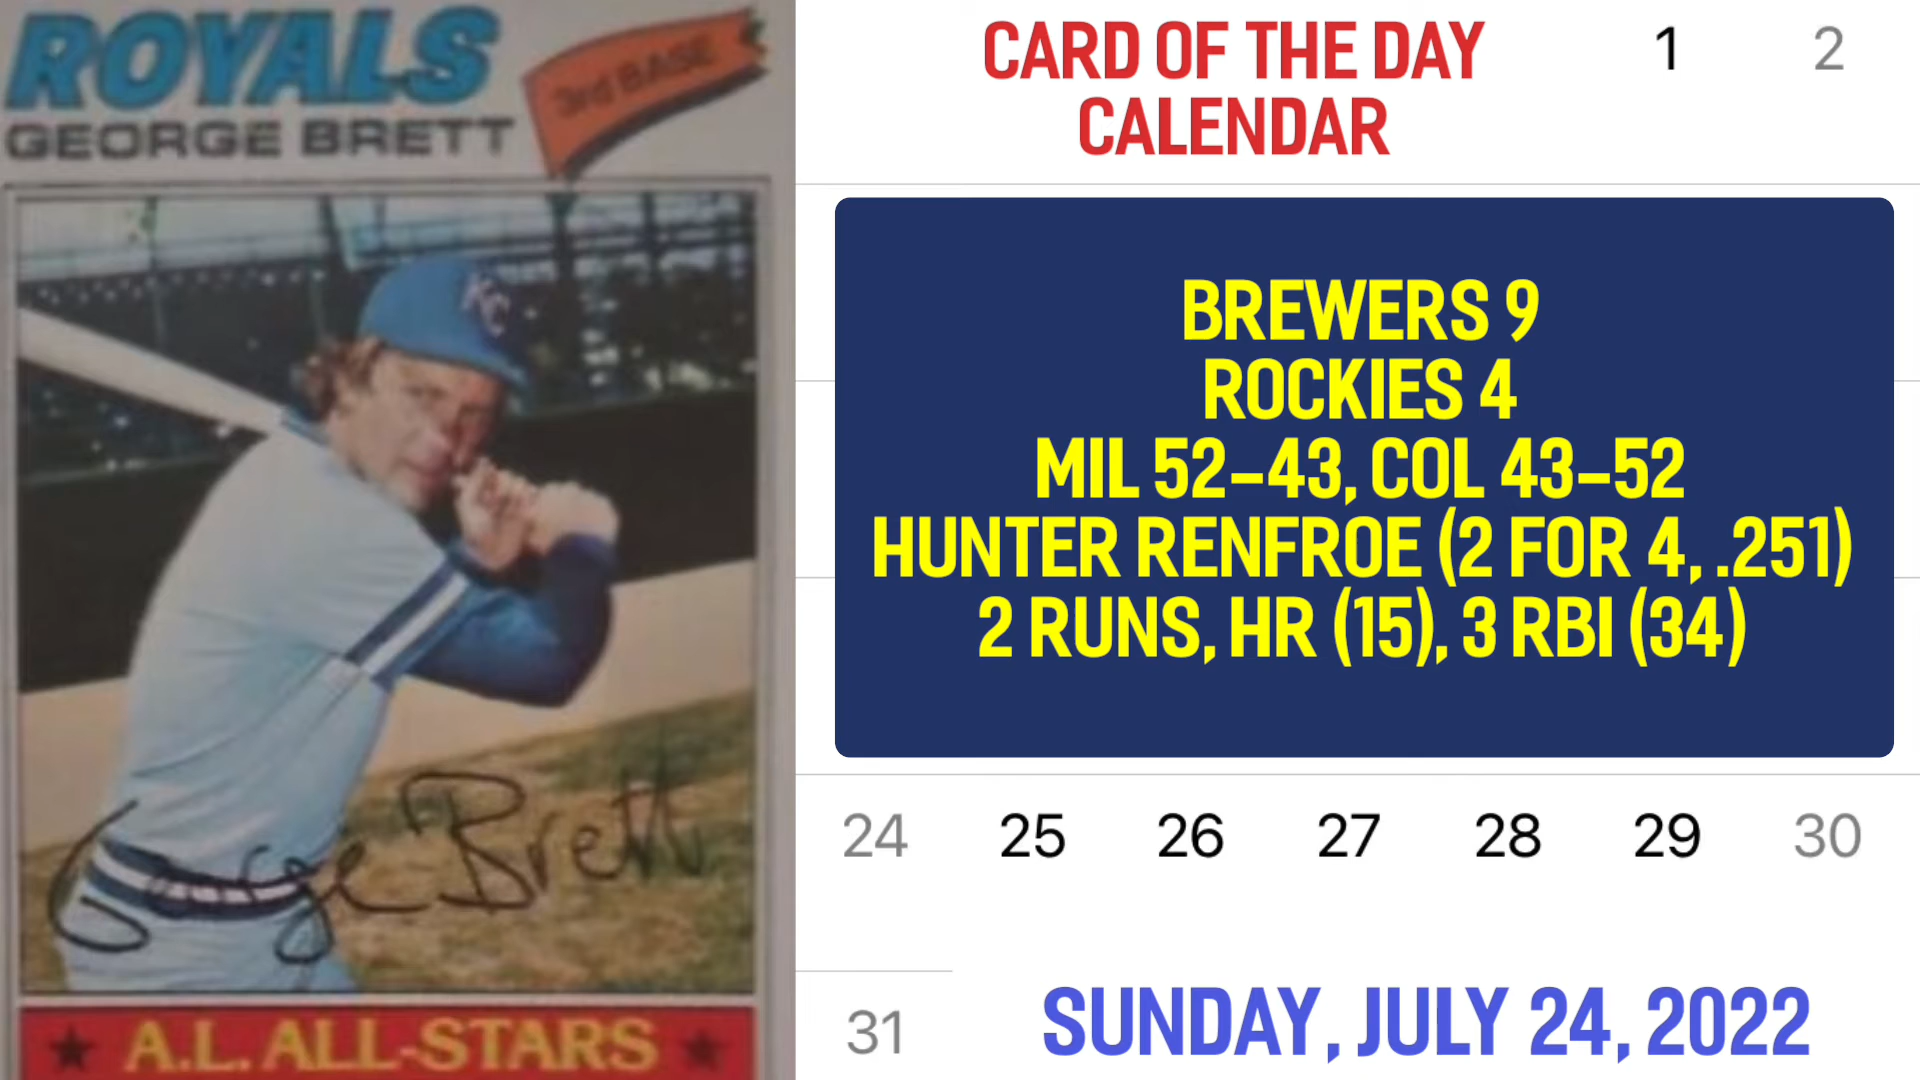 ROYALS
GEORGE BRETT
3rd BASE
George Brett
A.L. ALL-STARS
CARD OF THE DAY
CALENDAR
1 2
BREWERS 9
ROCKIES 4
MIL 52-43, COL 43-52
HUNTER RENFROE (2 FOR 4, .251)
2 RUNS, HR (15), 3 RBI (34)
24 25 26 27 28 29 30
31
SUNDAY, JULY 24, 2022